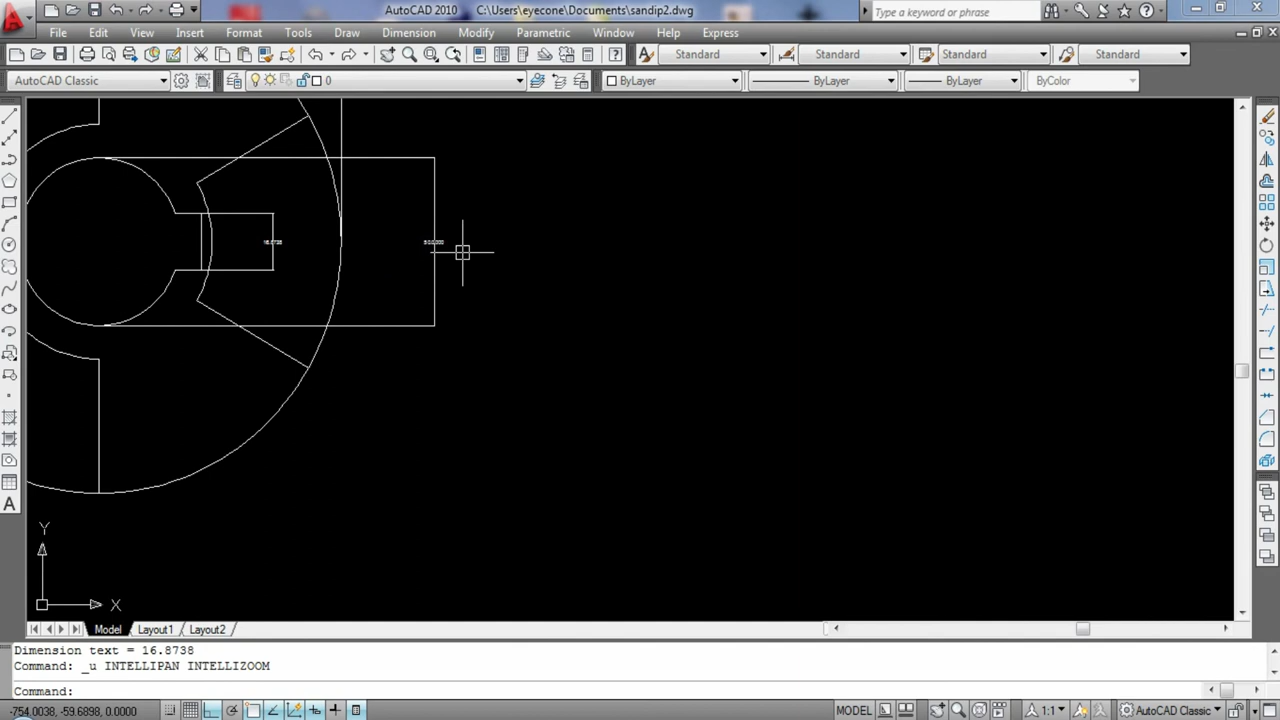 AutoCAD 2010 C:\Users\eyecone\Documents\sandip2.dwg
Type a keyword or phrase
File Edit View Insert Format Tools Draw Dimension Modify Parametric Window Help Express
Standard Standard Standard Standard
AutoCAD Classic 0 ByLayer ByLayer ByLayer ByColor
16.8738
Y
X
Model Layout1 Layout2
Dimension text = 16.8738
Command: _u INTELLIPAN INTELLIZOOM
Command:
-754.0038, -59.6898, 0.0000 MODEL 1:1 AutoCAD Classic